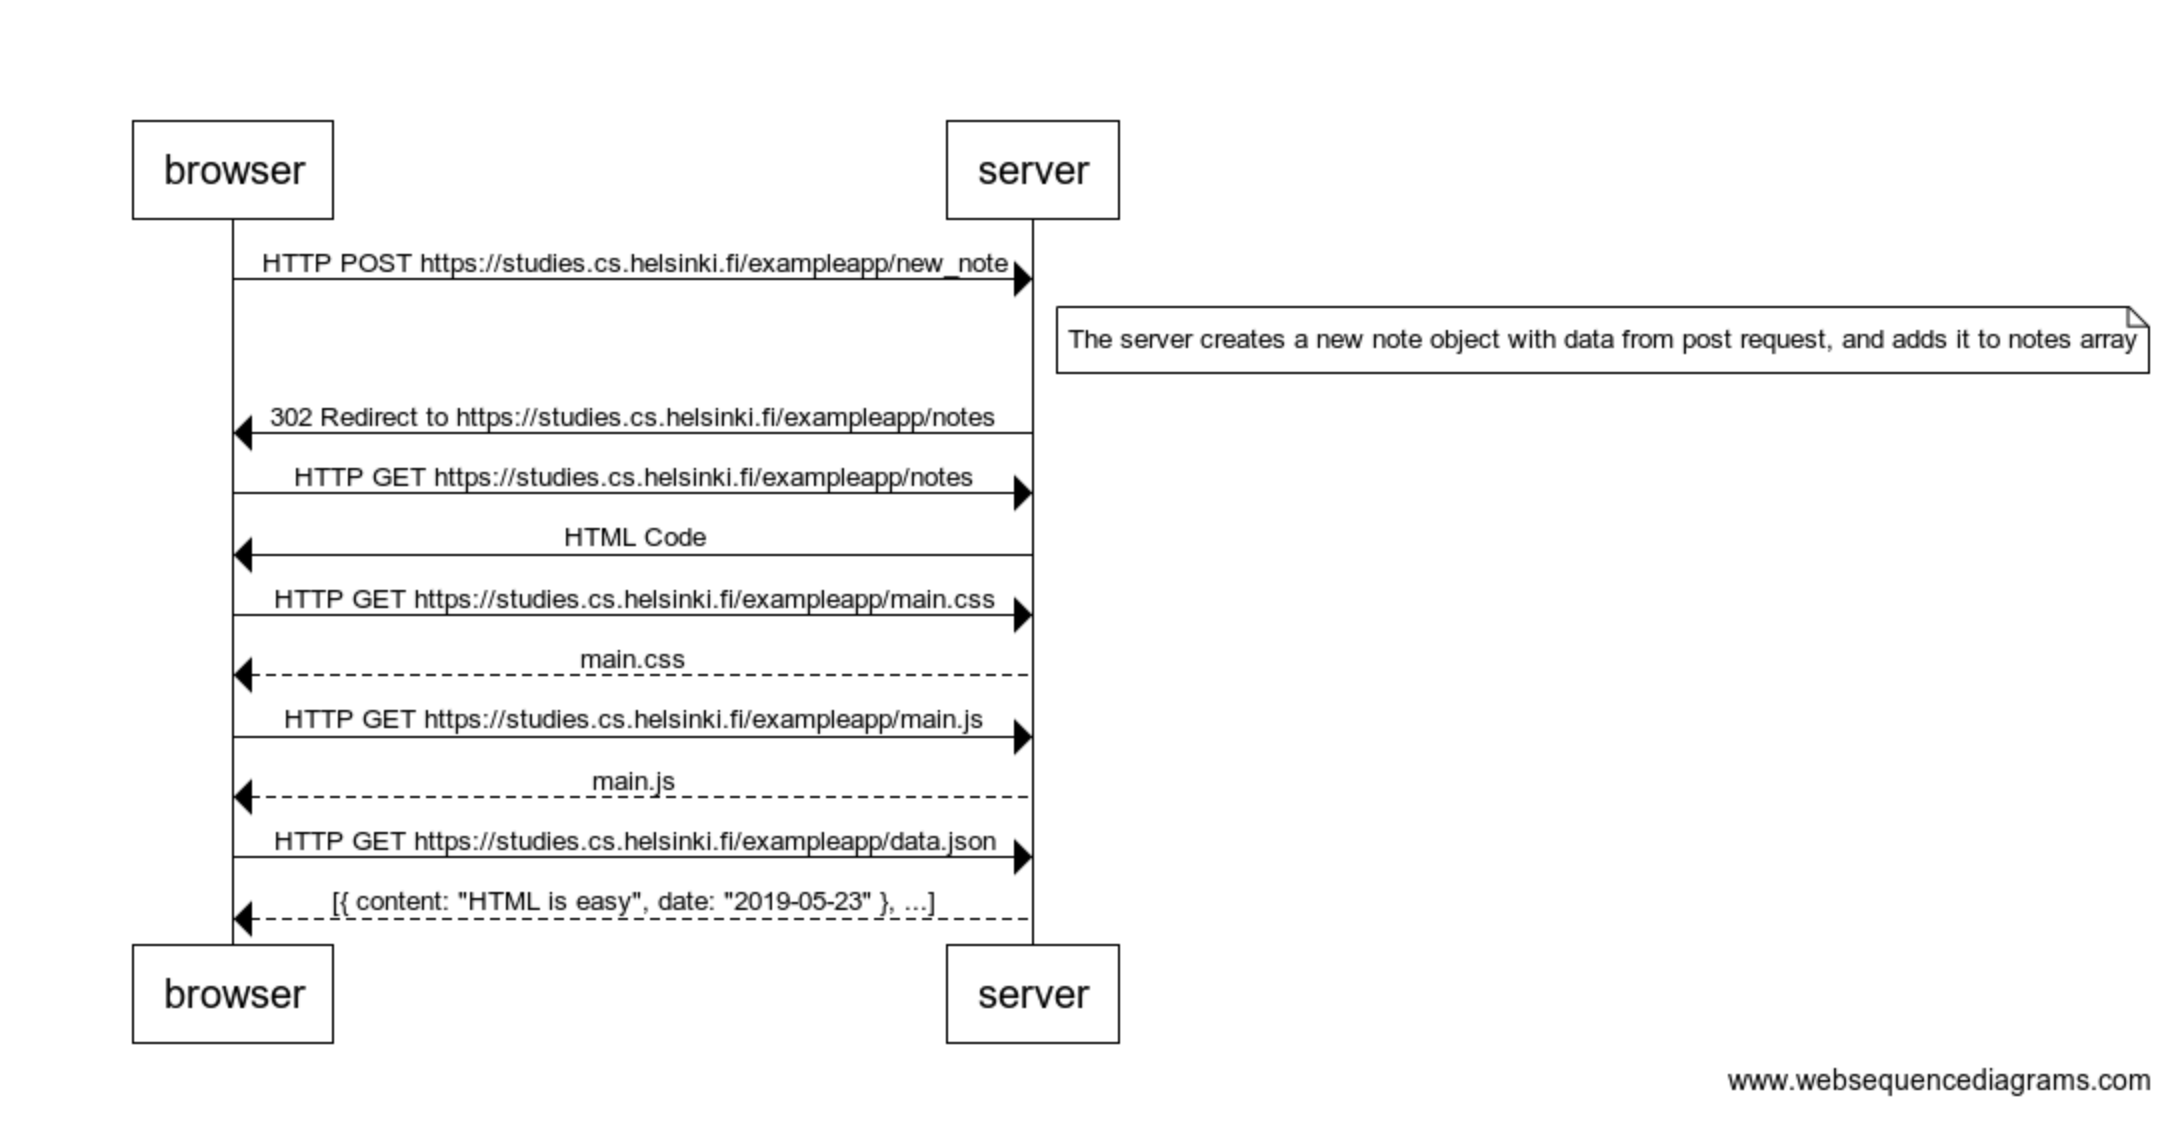 browser
server
HTTP POST https://studies.cs.helsinki.fi/exampleapp/new_note
The server creates a new note object with data from post request, and adds it to notes array
302 Redirect to https://studies.cs.helsinki.fi/exampleapp/notes
HTTP GET https://studies.cs.helsinki.fi/exampleapp/notes
HTML Code
HTTP GET https://studies.cs.helsinki.fi/exampleapp/main.css
main.css
HTTP GET https://studies.cs.helsinki.fi/exampleapp/main.js
main.js
HTTP GET https://studies.cs.helsinki.fi/exampleapp/data.json
[{ content: "HTML is easy", date: "2019-05-23" }, ...]
browser
server
www.websequencediagrams.com